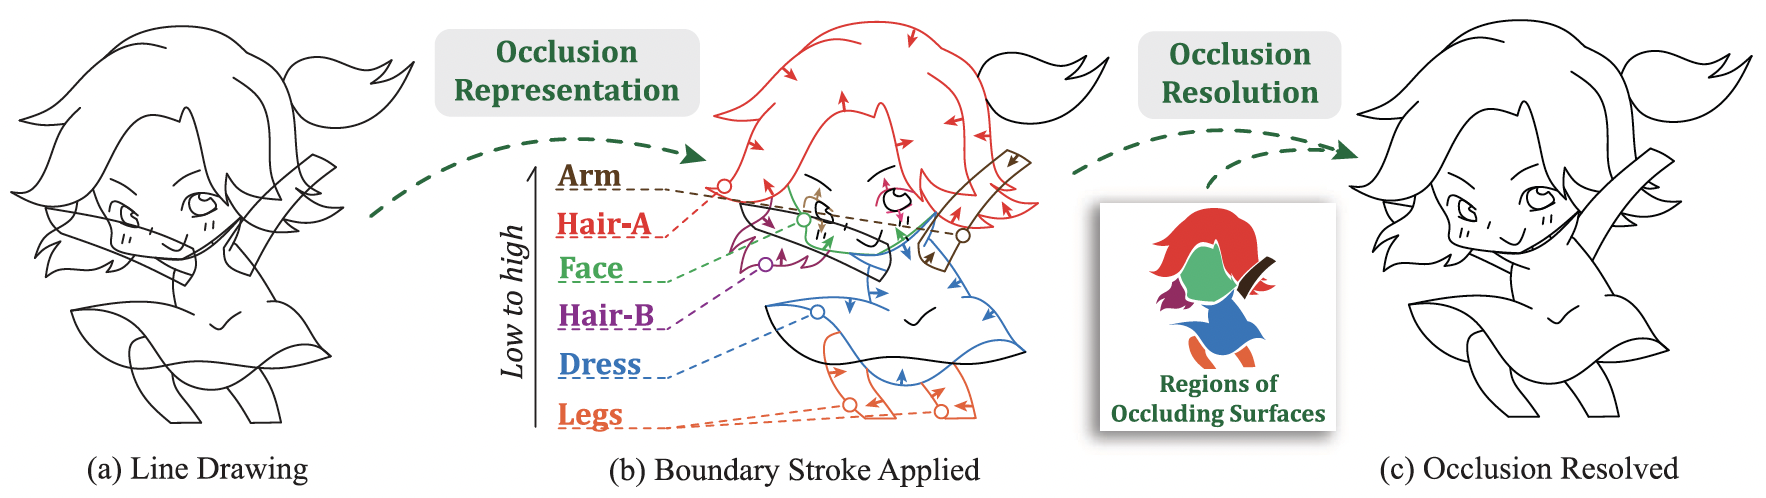 Occlusion
Representation
Occlusion
Resolution
Low to high
Arm
Hair-A
Face
Hair-B
Dress
Legs
Regions of
Occluding Surfaces
(a) Line Drawing
(b) Boundary Stroke Applied
(c) Occlusion Resolved